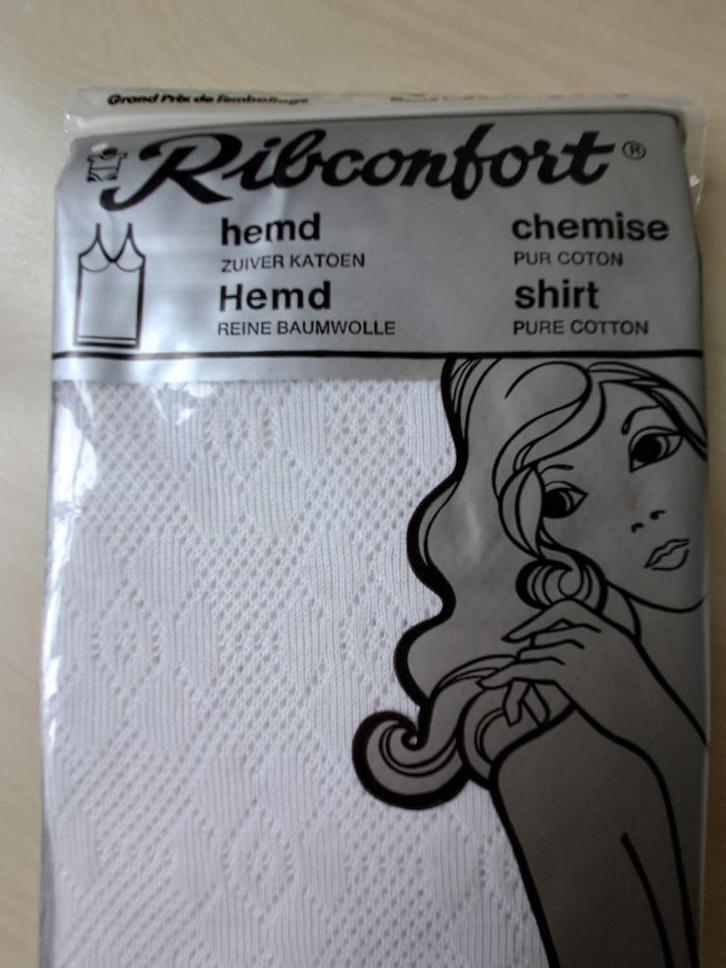 Grand Prix de l'emballage
Ribconfort®
hemd
ZUIVER KATOEN
chemise
PUR COTON
Hemd
REINE BAUMWOLLE
shirt
PURE COTTON